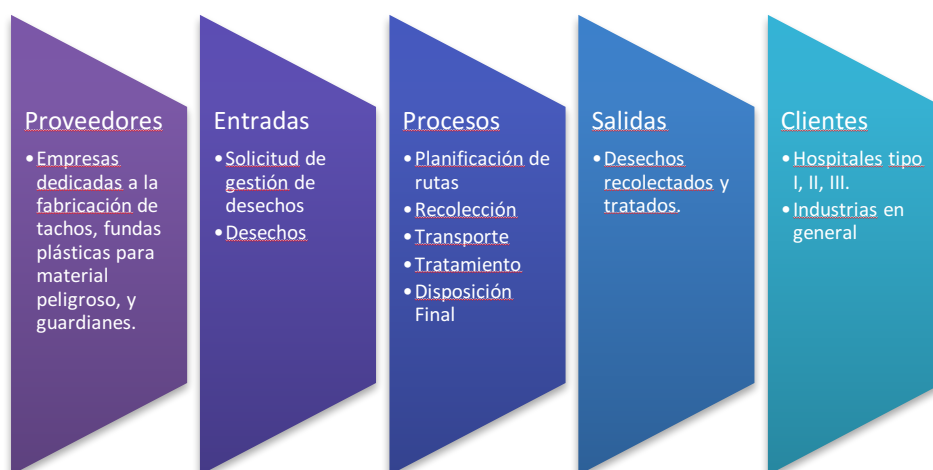 Proveedores
•Empresas
dedicadas a la
fabricación de
tachos, fundas
plásticas para
material
peligroso, y
guardianes.
Entradas
•Solicitud de
gestión de
desechos
•Desechos
Procesos
•Planificación de
rutas
•Recolección
•Transporte
•Tratamiento
•Disposición
Final
Salidas
•Desechos
recolectados y
tratados.
Clientes
•Hospitales tipo
I, II, III.
•Industrias en
general